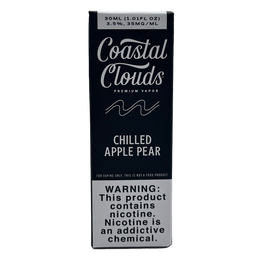 30ML (1.01FL OZ)
3.5%, 35MG/ML
Coastal
Clouds
PREMIUM VAPOR
CHILLED
APPLE PEAR
FOR VAPING ONLY. THIS IS NOT A FOOD PRODUCT
WARNING:
This product
contains
nicotine.
Nicotine is
an addictive
chemical.